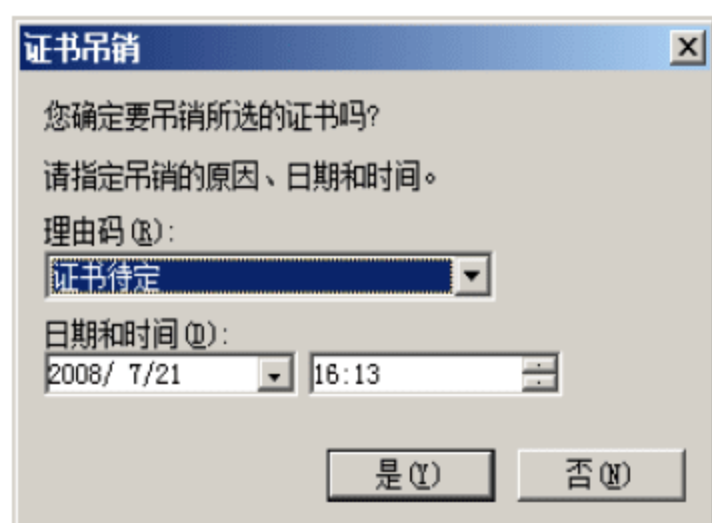 证书吊销
您确定要吊销所选的证书吗?
请指定吊销的原因、日期和时间。
理由码(R):
证书待定
日期和时间(D):
2008/ 7/21 16:13
是(Y) 否(N)